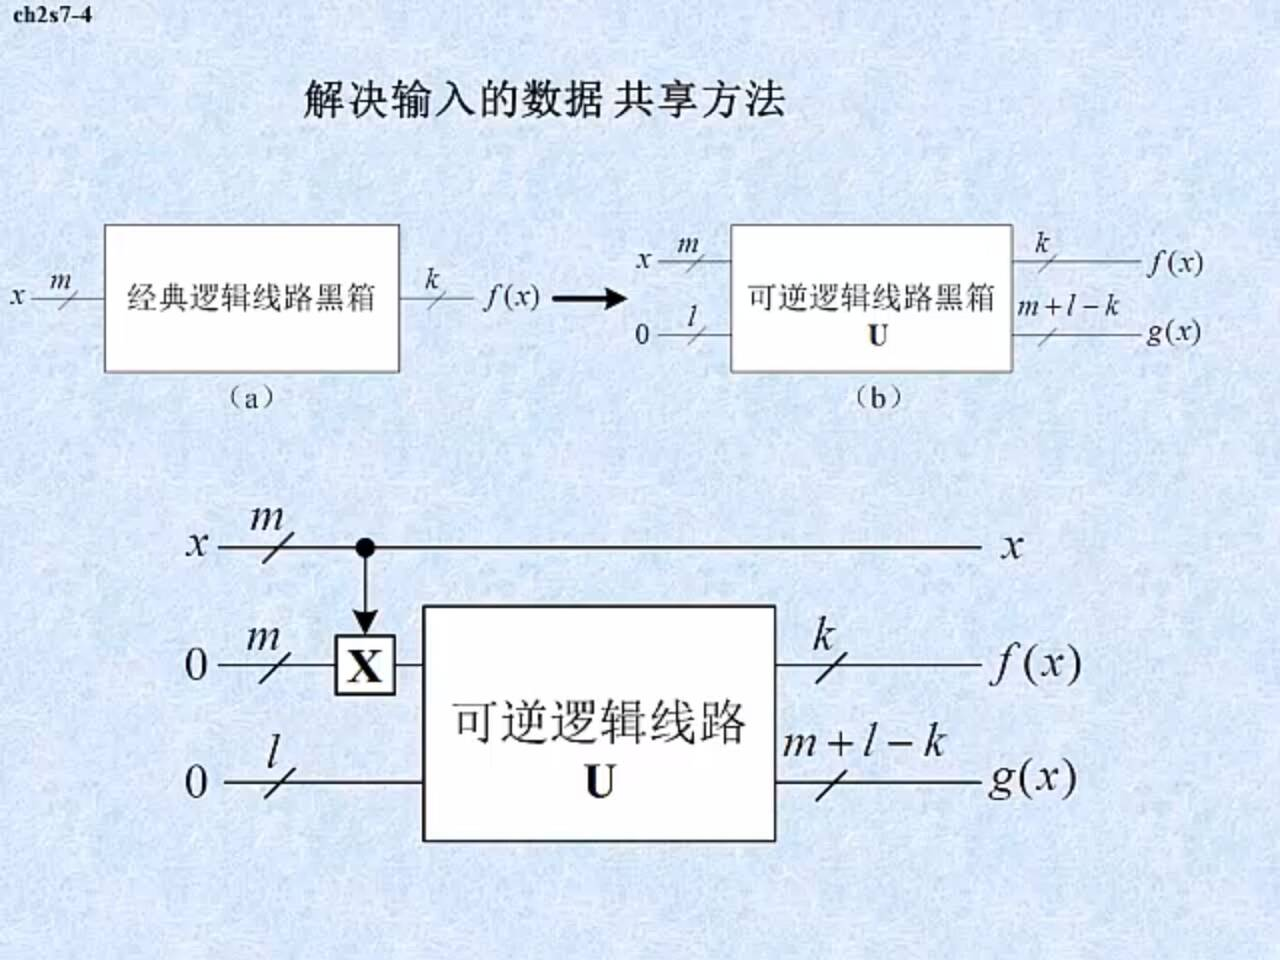 ch2s7-4
解决输入的数据 共享方法
x m 经典逻辑线路黑箱 k f(x)
(a)
x m k f(x)
可逆逻辑线路黑箱
0 l U m+l-k g(x)
(b)
x m x
0 m X k f(x)
可逆逻辑线路
0 l U m+l-k g(x)